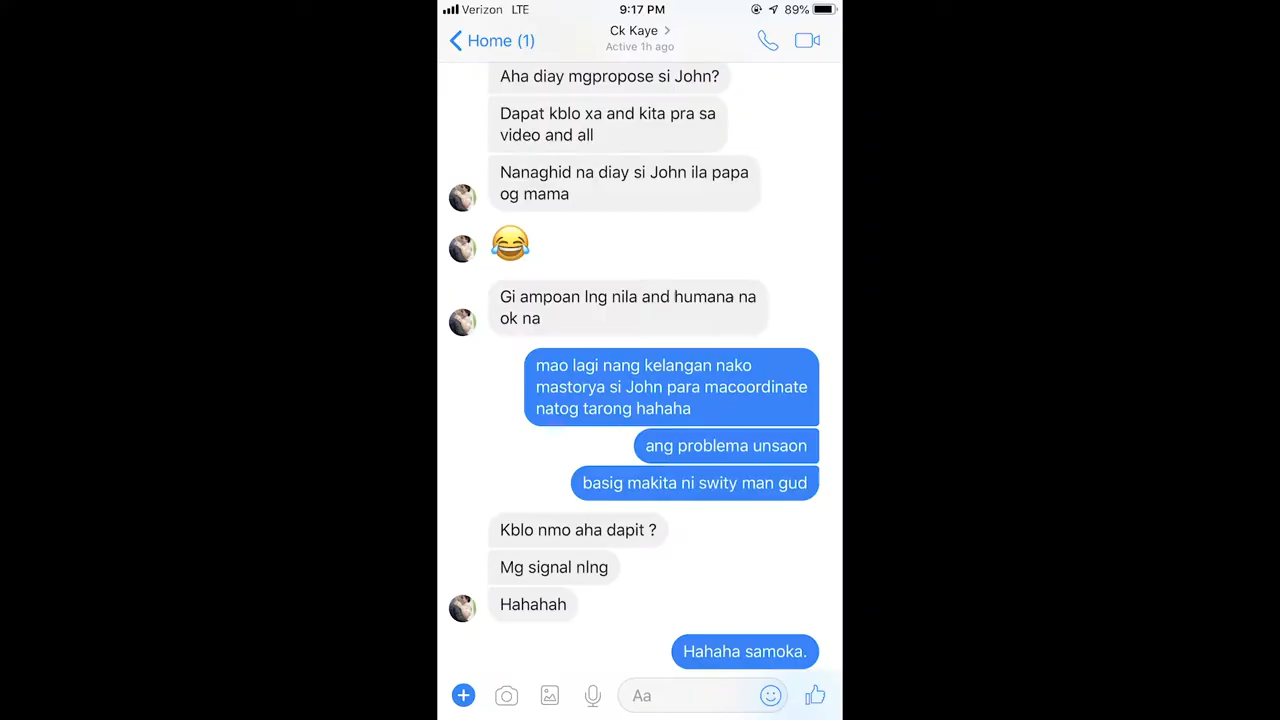 Verizon LTE 9:17 PM 89%
Home (1)
Ck Kaye
Active 1h ago
Aha diay mgpropose si John?
Dapat kblo xa and kita pra sa
video and all
Nanaghid na diay si John ila papa
og mama
😂
Gi ampoan lng nila and humana na
ok na
mao lagi nang kelangan nako
mastorya si John para macoordinate
natog tarong hahaha
ang problema unsaon
basig makita ni swity man gud
Kblo nmo aha dapit ?
Mg signal nlng
Hahahah
Hahaha samoka.
Aa